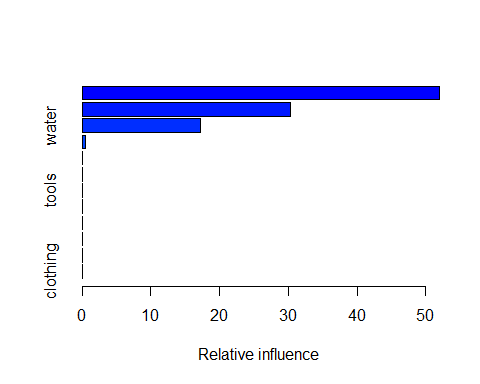 water
tools
clothing
0 10 20 30 40 50
Relative influence